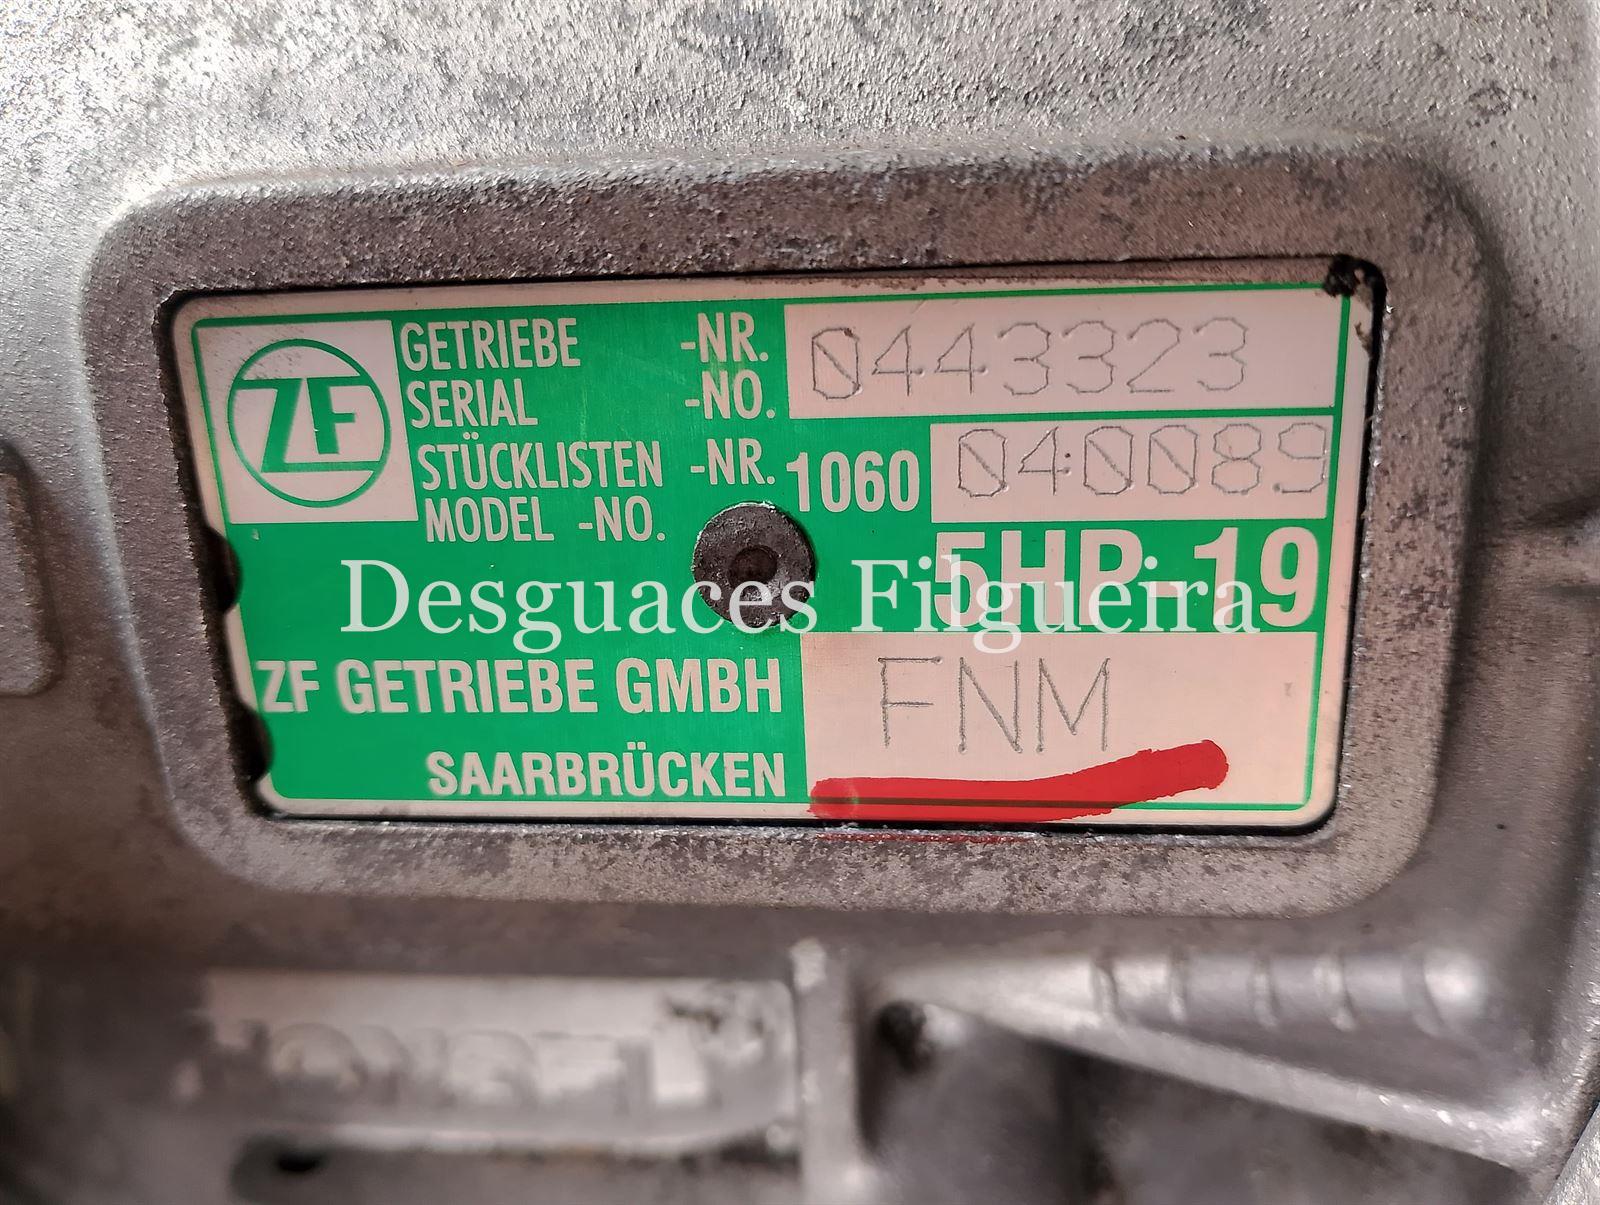 ZF
GETRIEBE -NR. 0443323
SERIAL -NO.
STÜCKLISTEN -NR. 1060 040089
MODEL -NO.
5HP-19
Desguaces Filgueira
ZF GETRIEBE GMBH FNM
SAARBRÜCKEN